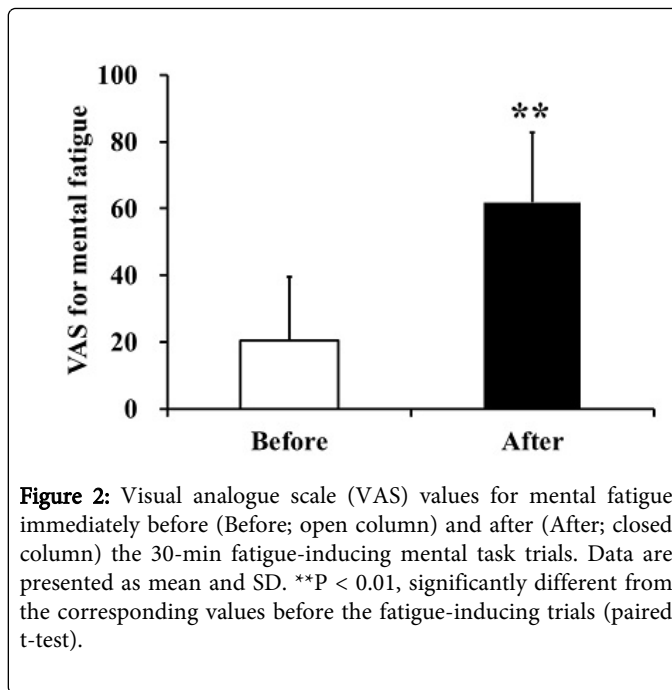 100
**
80
60
40
20
0
VAS for mental fatigue
Before After
Figure 2: Visual analogue scale (VAS) values for mental fatigue
immediately before (Before; open column) and after (After; closed
column) the 30-min fatigue-inducing mental task trials. Data are
presented as mean and SD. **P < 0.01, significantly different from
the corresponding values before the fatigue-inducing trials (paired
t-test).